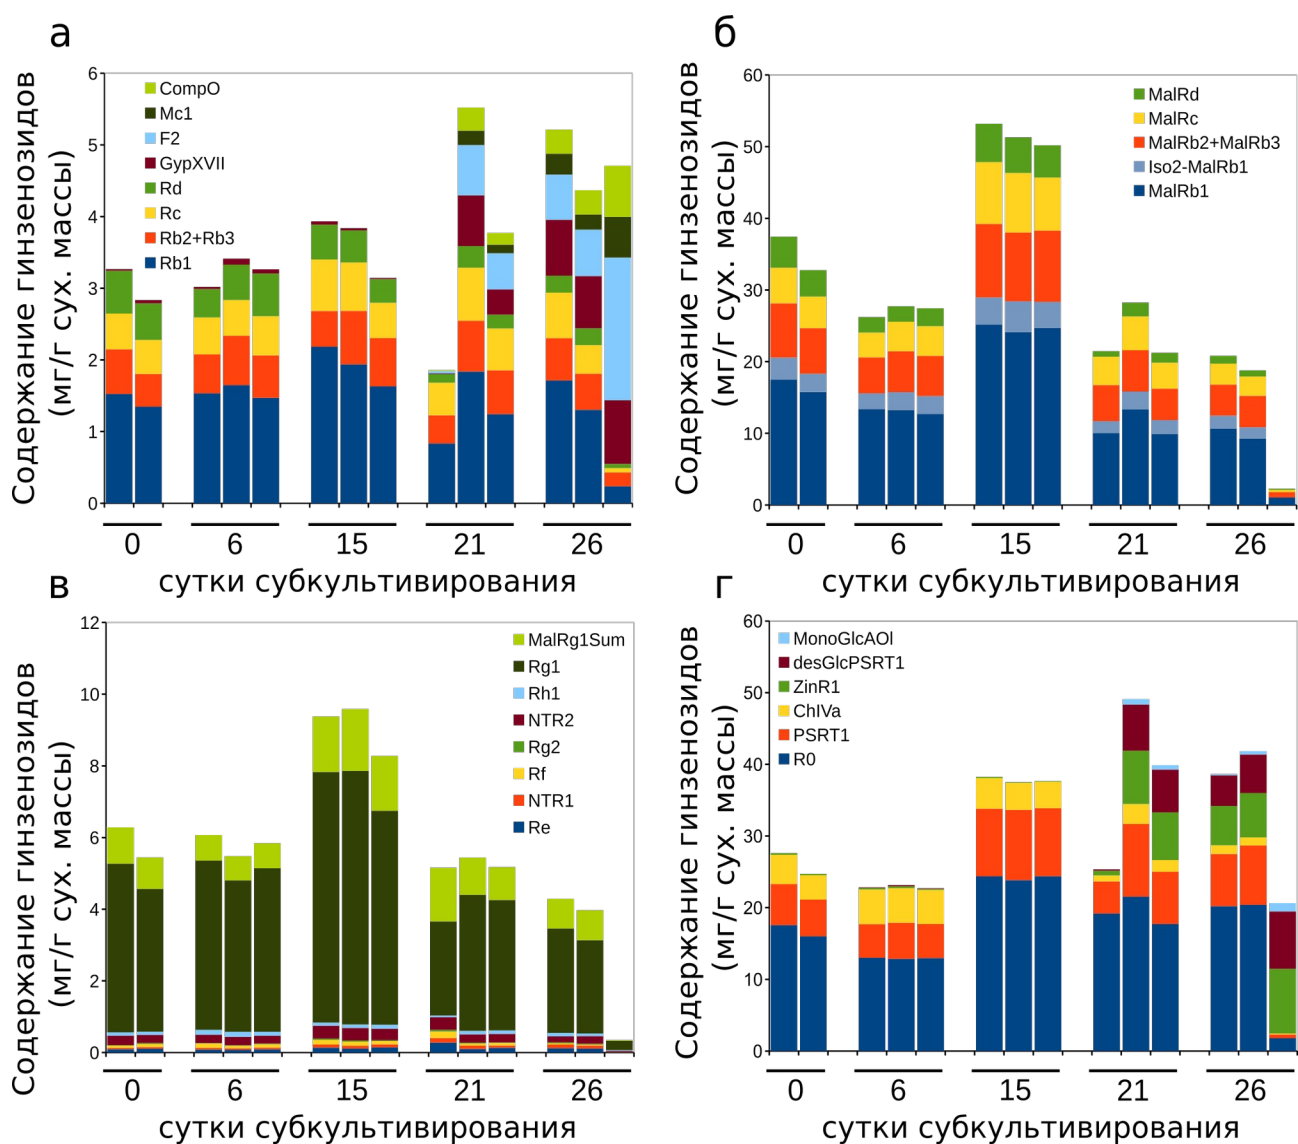 а
Содержание гинзенозидов
(мг/г сух. массы)
6
5
4
3
2
1
0
CompO
Mc1
F2
GypXVII
Rd
Rc
Rb2+Rb3
Rb1
0 6 15 21 26
сутки субкультивирования
б
Содержание гинзенозидов
(мг/г сух. массы)
60
50
40
30
20
10
0
MalRd
MalRc
MalRb2+MalRb3
Iso2-MalRb1
MalRb1
0 6 15 21 26
сутки субкультивирования
в
Содержание гинзенозидов
(мг/г сух. массы)
12
10
8
6
4
2
0
MalRg1Sum
Rg1
Rh1
NTR2
Rg2
Rf
NTR1
Re
0 6 15 21 26
сутки субкультивирования
г
Содержание гинзенозидов
(мг/г сух. массы)
60
50
40
30
20
10
0
MonoGlcAOl
desGlcPSRT1
ZinR1
ChIVa
PSRT1
R0
0 6 15 21 26
сутки субкультивирования